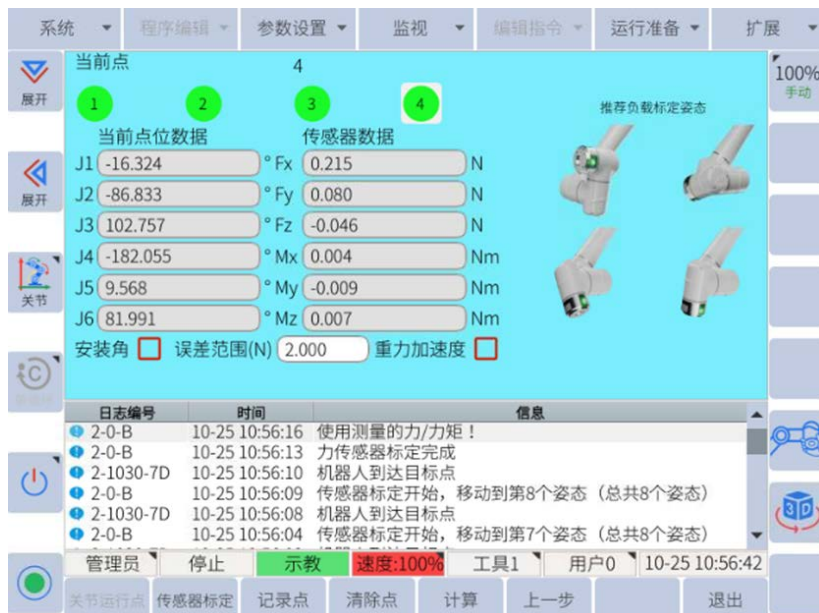 系统 程序编辑 参数设置 监视 编辑指令 运行准备 扩展
当前点 4
100%
手动
展开
1 2 3 4
推荐负载标定姿态
当前点位数据 传感器数据
J1 -16.324 ° Fx 0.215 N
展开
J2 -86.833 ° Fy 0.080 N
J3 102.757 ° Fz -0.046 N
J4 -182.055 ° Mx 0.004 Nm
关节
J5 9.568 ° My -0.009 Nm
J6 81.991 ° Mz 0.007 Nm
安装角 误差范围(N) 2.000 重力加速度
日志编号 时间 信息
2-0-B 10-25 10:56:16 使用测量的力/力矩！
2-0-B 10-25 10:56:13 力传感器标定完成
2-1030-7D 10-25 10:56:10 机器人到达目标点
2-0-B 10-25 10:56:09 传感器标定开始，移动到第8个姿态（总共8个姿态）
2-1030-7D 10-25 10:56:08 机器人到达目标点
2-0-B 10-25 10:56:04 传感器标定开始，移动到第7个姿态（总共8个姿态）
3D
管理员 停止 示教 速度:100% 工具1 用户0 10-25 10:56:42
关节运行点 传感器标定 记录点 清除点 计算 上一步 退出